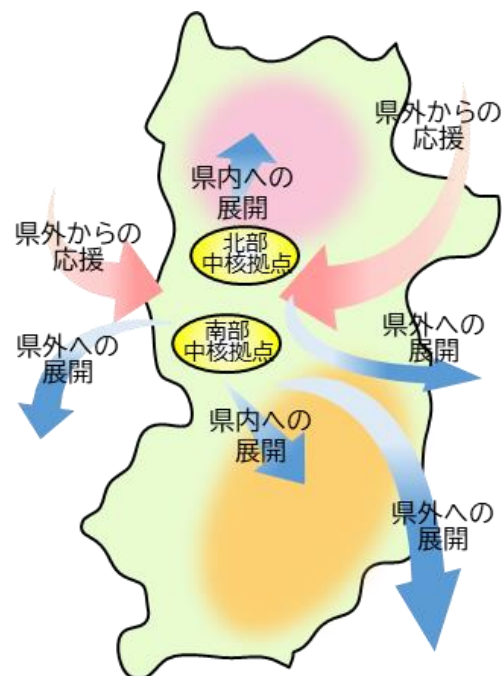 県外からの
応援
県内への
展開
県外からの
応援
北部
中核拠点
県外への
展開
南部
中核拠点
県外への
展開
県内への
展開
県外への
展開